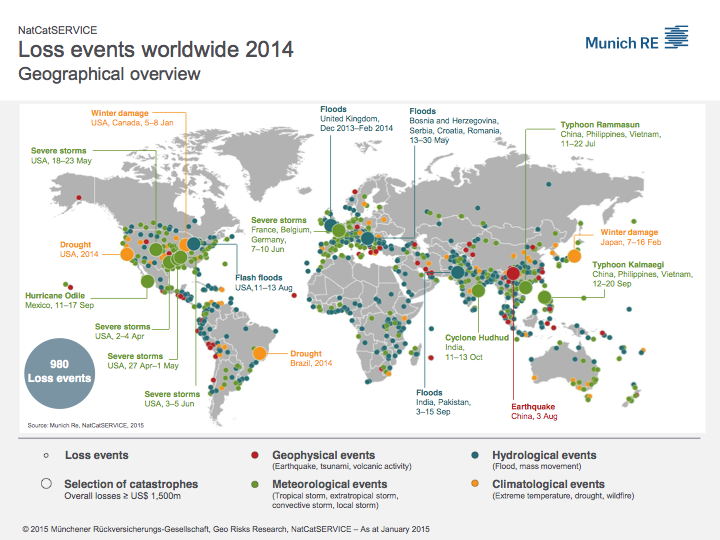 NatCatSERVICE
Loss events worldwide 2014
Geographical overview
Munich RE
Winter damage
USA, Canada, 5–8 Jan
Severe storms
USA, 18–23 May
Floods
United Kingdom,
Dec 2013–Feb 2014
Floods
Bosnia and Herzegovina,
Serbia, Croatia, Romania,
13–30 May
Typhoon Rammasun
China, Philippines, Vietnam,
11–22 Jul
Severe storms
France, Belgium,
Germany,
7–10 Jun
Drought
USA, 2014
Winter damage
Japan, 7–16 Feb
Typhoon Kalmaegi
China, Philippines, Vietnam,
12–20 Sep
Flash floods
USA,11–13 Aug
Hurricane Odile
Mexico, 11–17 Sep
Severe storms
USA, 2–4 Apr
Severe storms
USA, 27 Apr–1 May
Severe storms
USA, 3–5 Jun
Drought
Brazil, 2014
Cyclone Hudhud
India,
11–13 Oct
Floods
India, Pakistan,
3–15 Sep
Earthquake
China, 3 Aug
980
Loss events
Source: Munich Re, NatCatSERVICE, 2015
Loss events
Selection of catastrophes
Overall losses ≥ US$ 1,500m
Geophysical events
(Earthquake, tsunami, volcanic activity)
Meteorological events
(Tropical storm, extratropical storm,
convective storm, local storm)
Hydrological events
(Flood, mass movement)
Climatological events
(Extreme temperature, drought, wildfire)
© 2015 Münchener Rückversicherungs-Gesellschaft, Geo Risks Research, NatCatSERVICE – As at January 2015